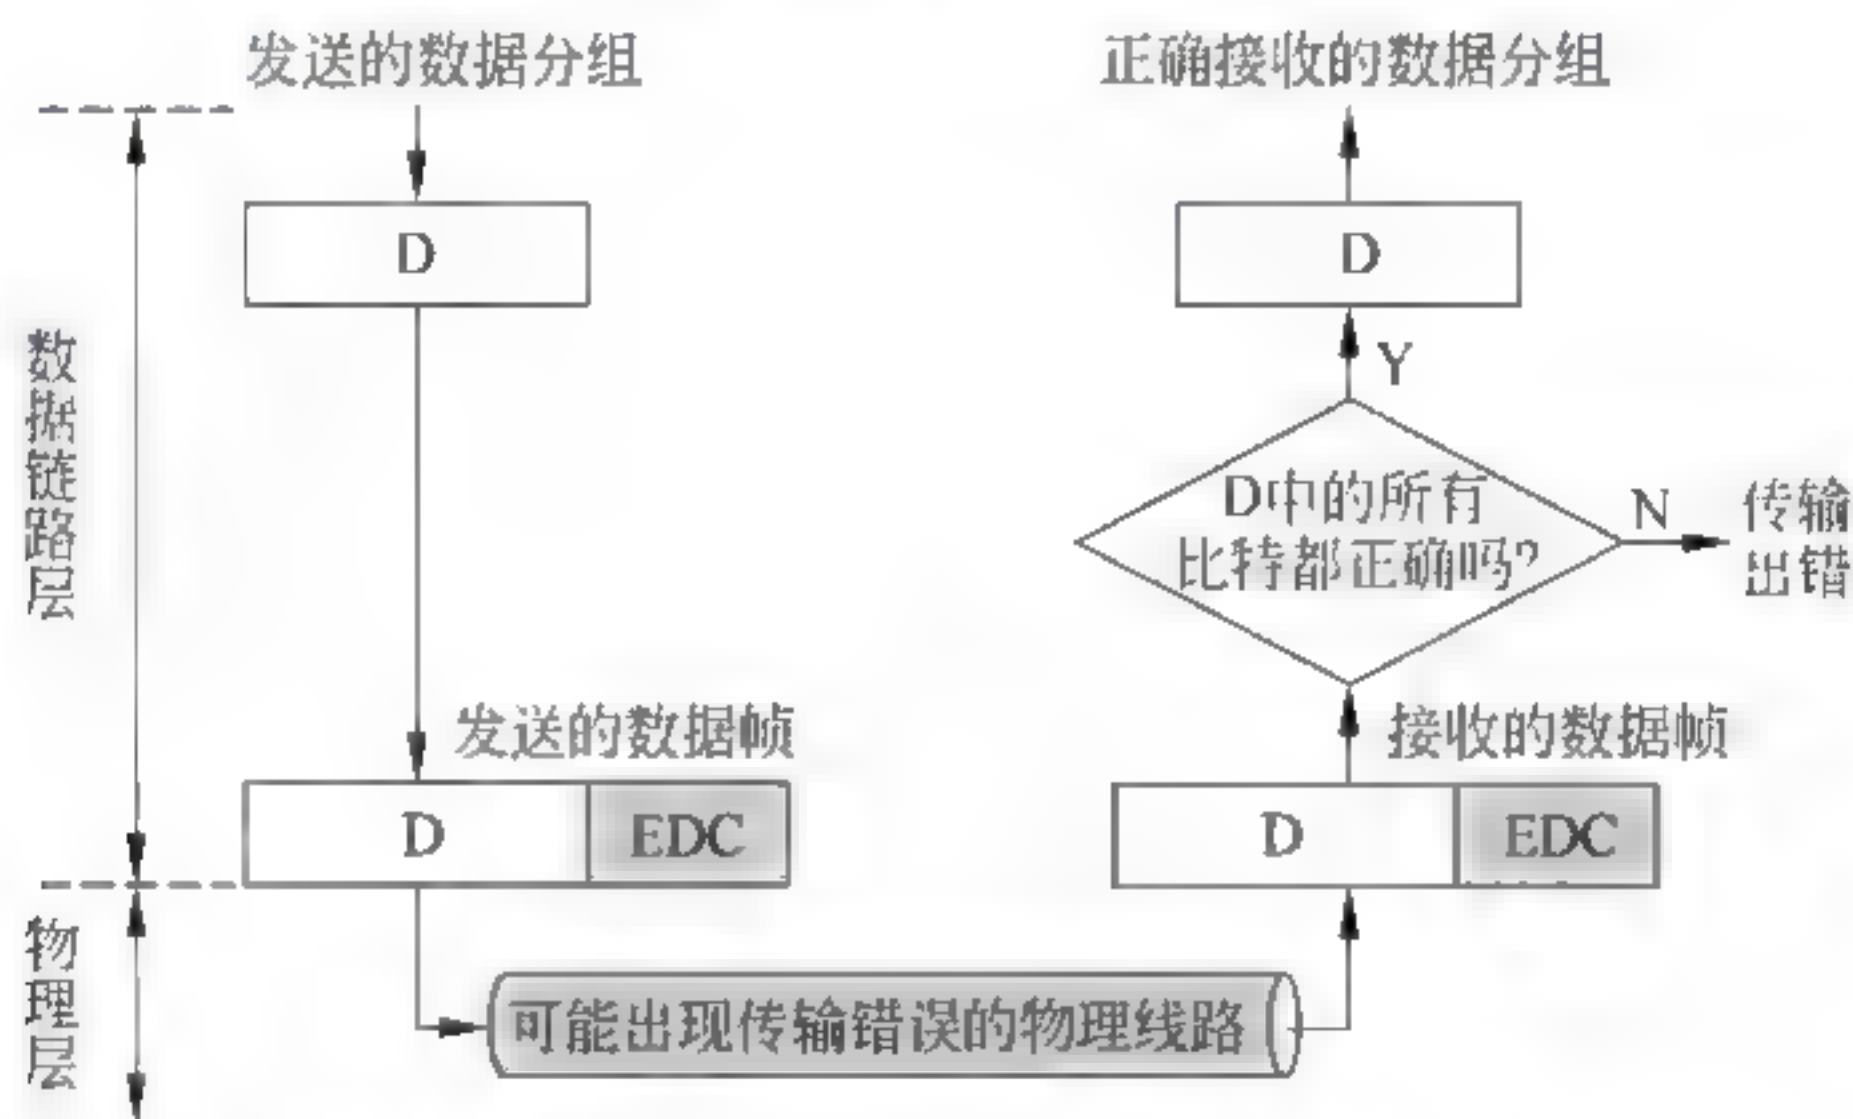 发送的数据分组
正确接收的数据分组
D
D
Y
D中的所有
比特都正确吗?
N
传输
出错
数据链路层
发送的数据帧
接收的数据帧
D
EDC
D
EDC
物理层
可能出现传输错误的物理线路